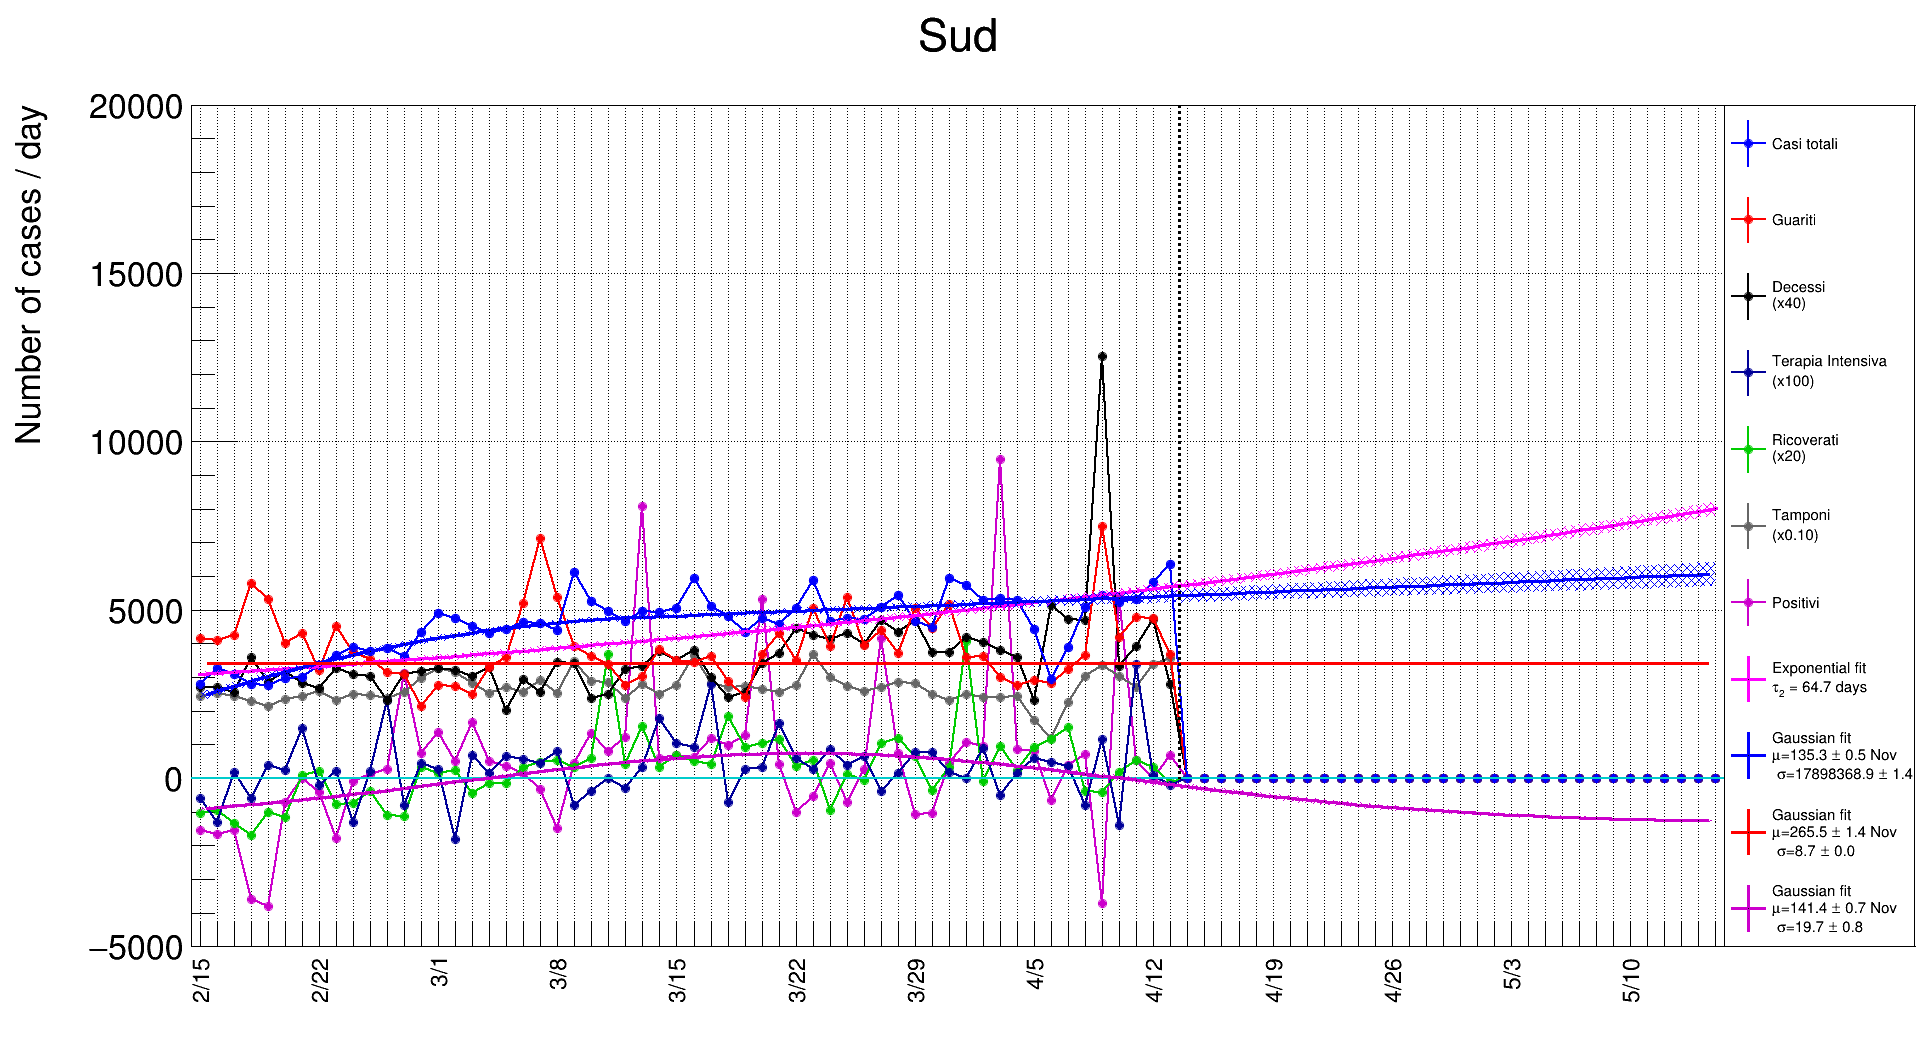 Sud
Number of cases / day
20000
15000
10000
5000
0
−5000
2/15
2/22
3/1
3/8
3/15
3/22
3/29
4/5
4/12
4/19
4/26
5/3
5/10
Casi totali
Guariti
Decessi
(x40)
Terapia Intensiva
(x100)
Ricoverati
(x20)
Tamponi
(x0.10)
Positivi
Exponential fit
τ2 = 64.7 days
Gaussian fit
μ=135.3 ± 0.5 Nov
σ=17898368.9 ± 1.4
Gaussian fit
μ=265.5 ± 1.4 Nov
σ=8.7 ± 0.0
Gaussian fit
μ=141.4 ± 0.7 Nov
σ=19.7 ± 0.8